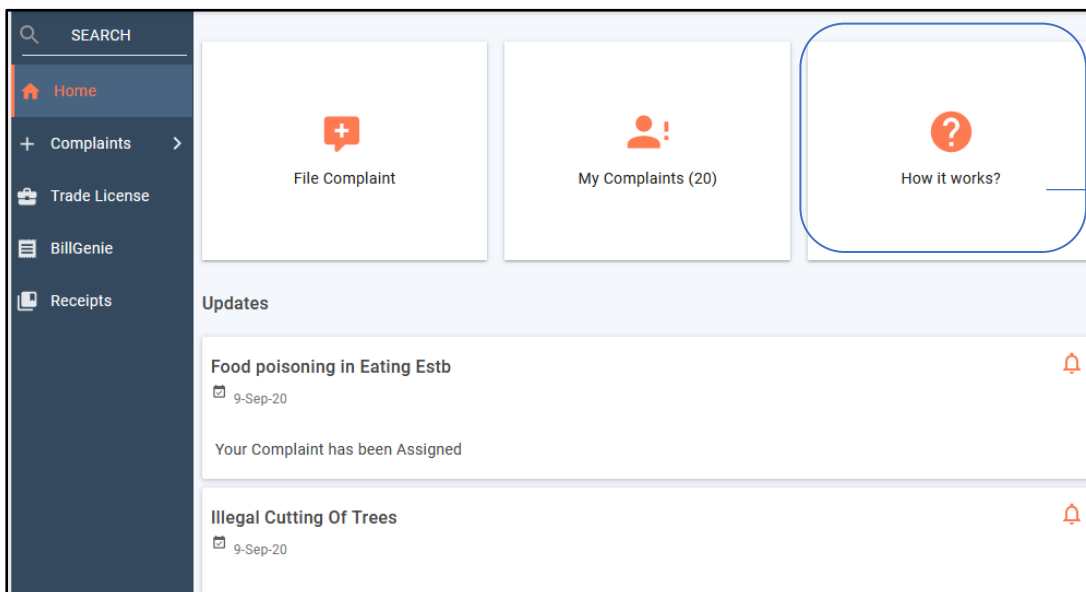 SEARCH
Home
Complaints
Trade License
BillGenie
Receipts
File Complaint
My Complaints (20)
How it works?
Updates
Food poisoning in Eating Estb
9-Sep-20
Your Complaint has been Assigned
Illegal Cutting Of Trees
9-Sep-20